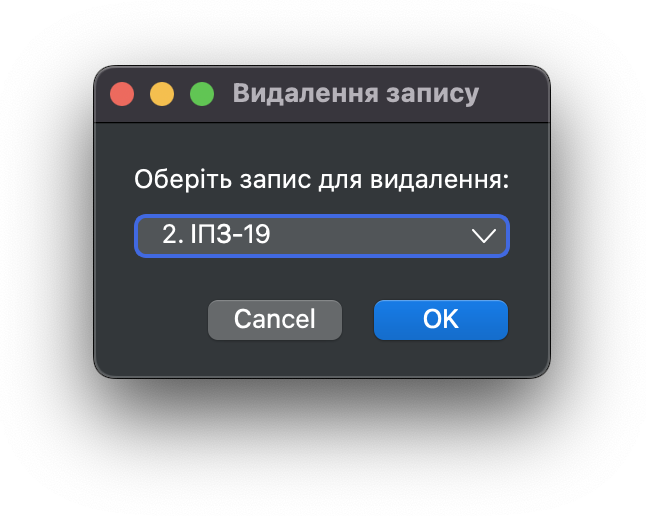 Видалення запису
Оберіть запис для видалення:
2. ІПЗ-19
Cancel
OK